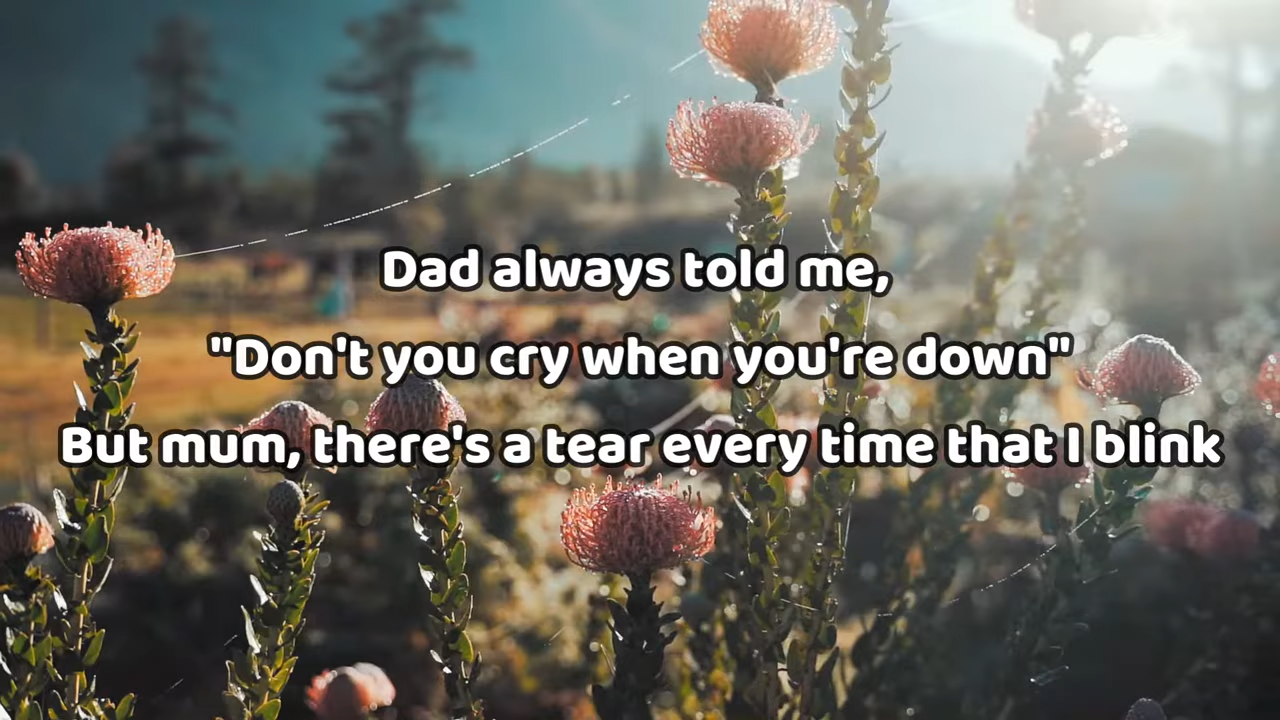 Dad always told me,
"Don't you cry when you're down"
But mum, there's a tear every time that I blink